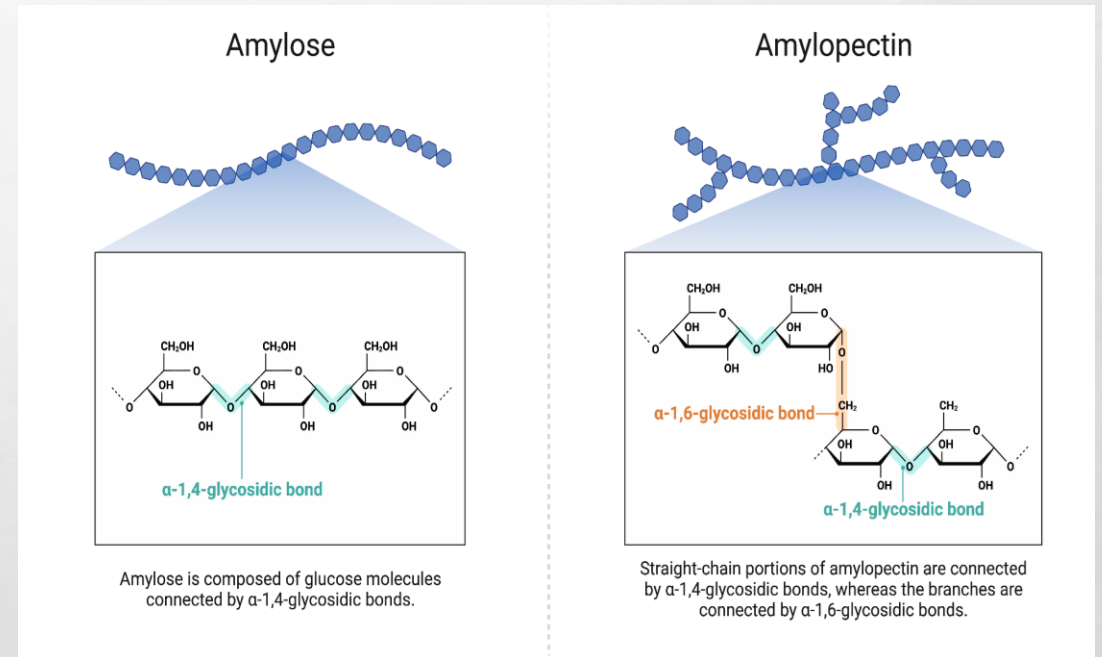 Amylose
CH₂OH
CH₂OH
CH₂OH
O
O
O
OH
OH
OH
O
O
O
O
OH
OH
OH
α-1,4-glycosidic bond
Amylose is composed of glucose molecules
connected by α-1,4-glycosidic bonds.
Amylopectin
CH₂OH
CH₂OH
O
O
OH
OH
O
O
O
OH
HO
α-1,6-glycosidic bond
CH₂
CH₂
O
O
OH
OH
O
O
OH
OH
α-1,4-glycosidic bond
Straight-chain portions of amylopectin are connected
by α-1,4-glycosidic bonds, whereas the branches are
connected by α-1,6-glycosidic bonds.